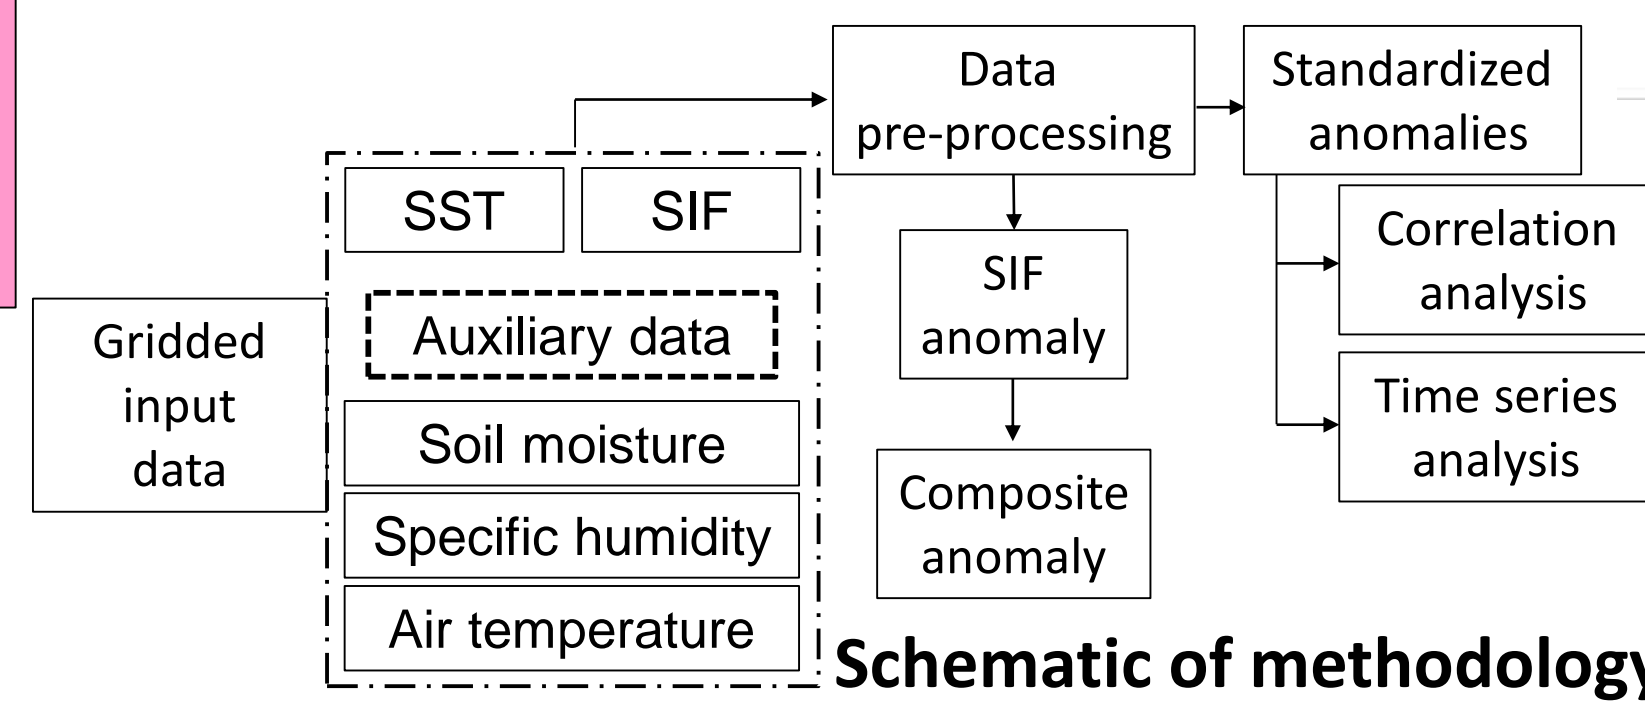 Gridded
input
data
SST
SIF
Auxiliary data
Soil moisture
Specific humidity
Air temperature
Data
pre-processing
SIF
anomaly
Composite
anomaly
Standardized
anomalies
Correlation
analysis
Time series
analysis
Schematic of methodology